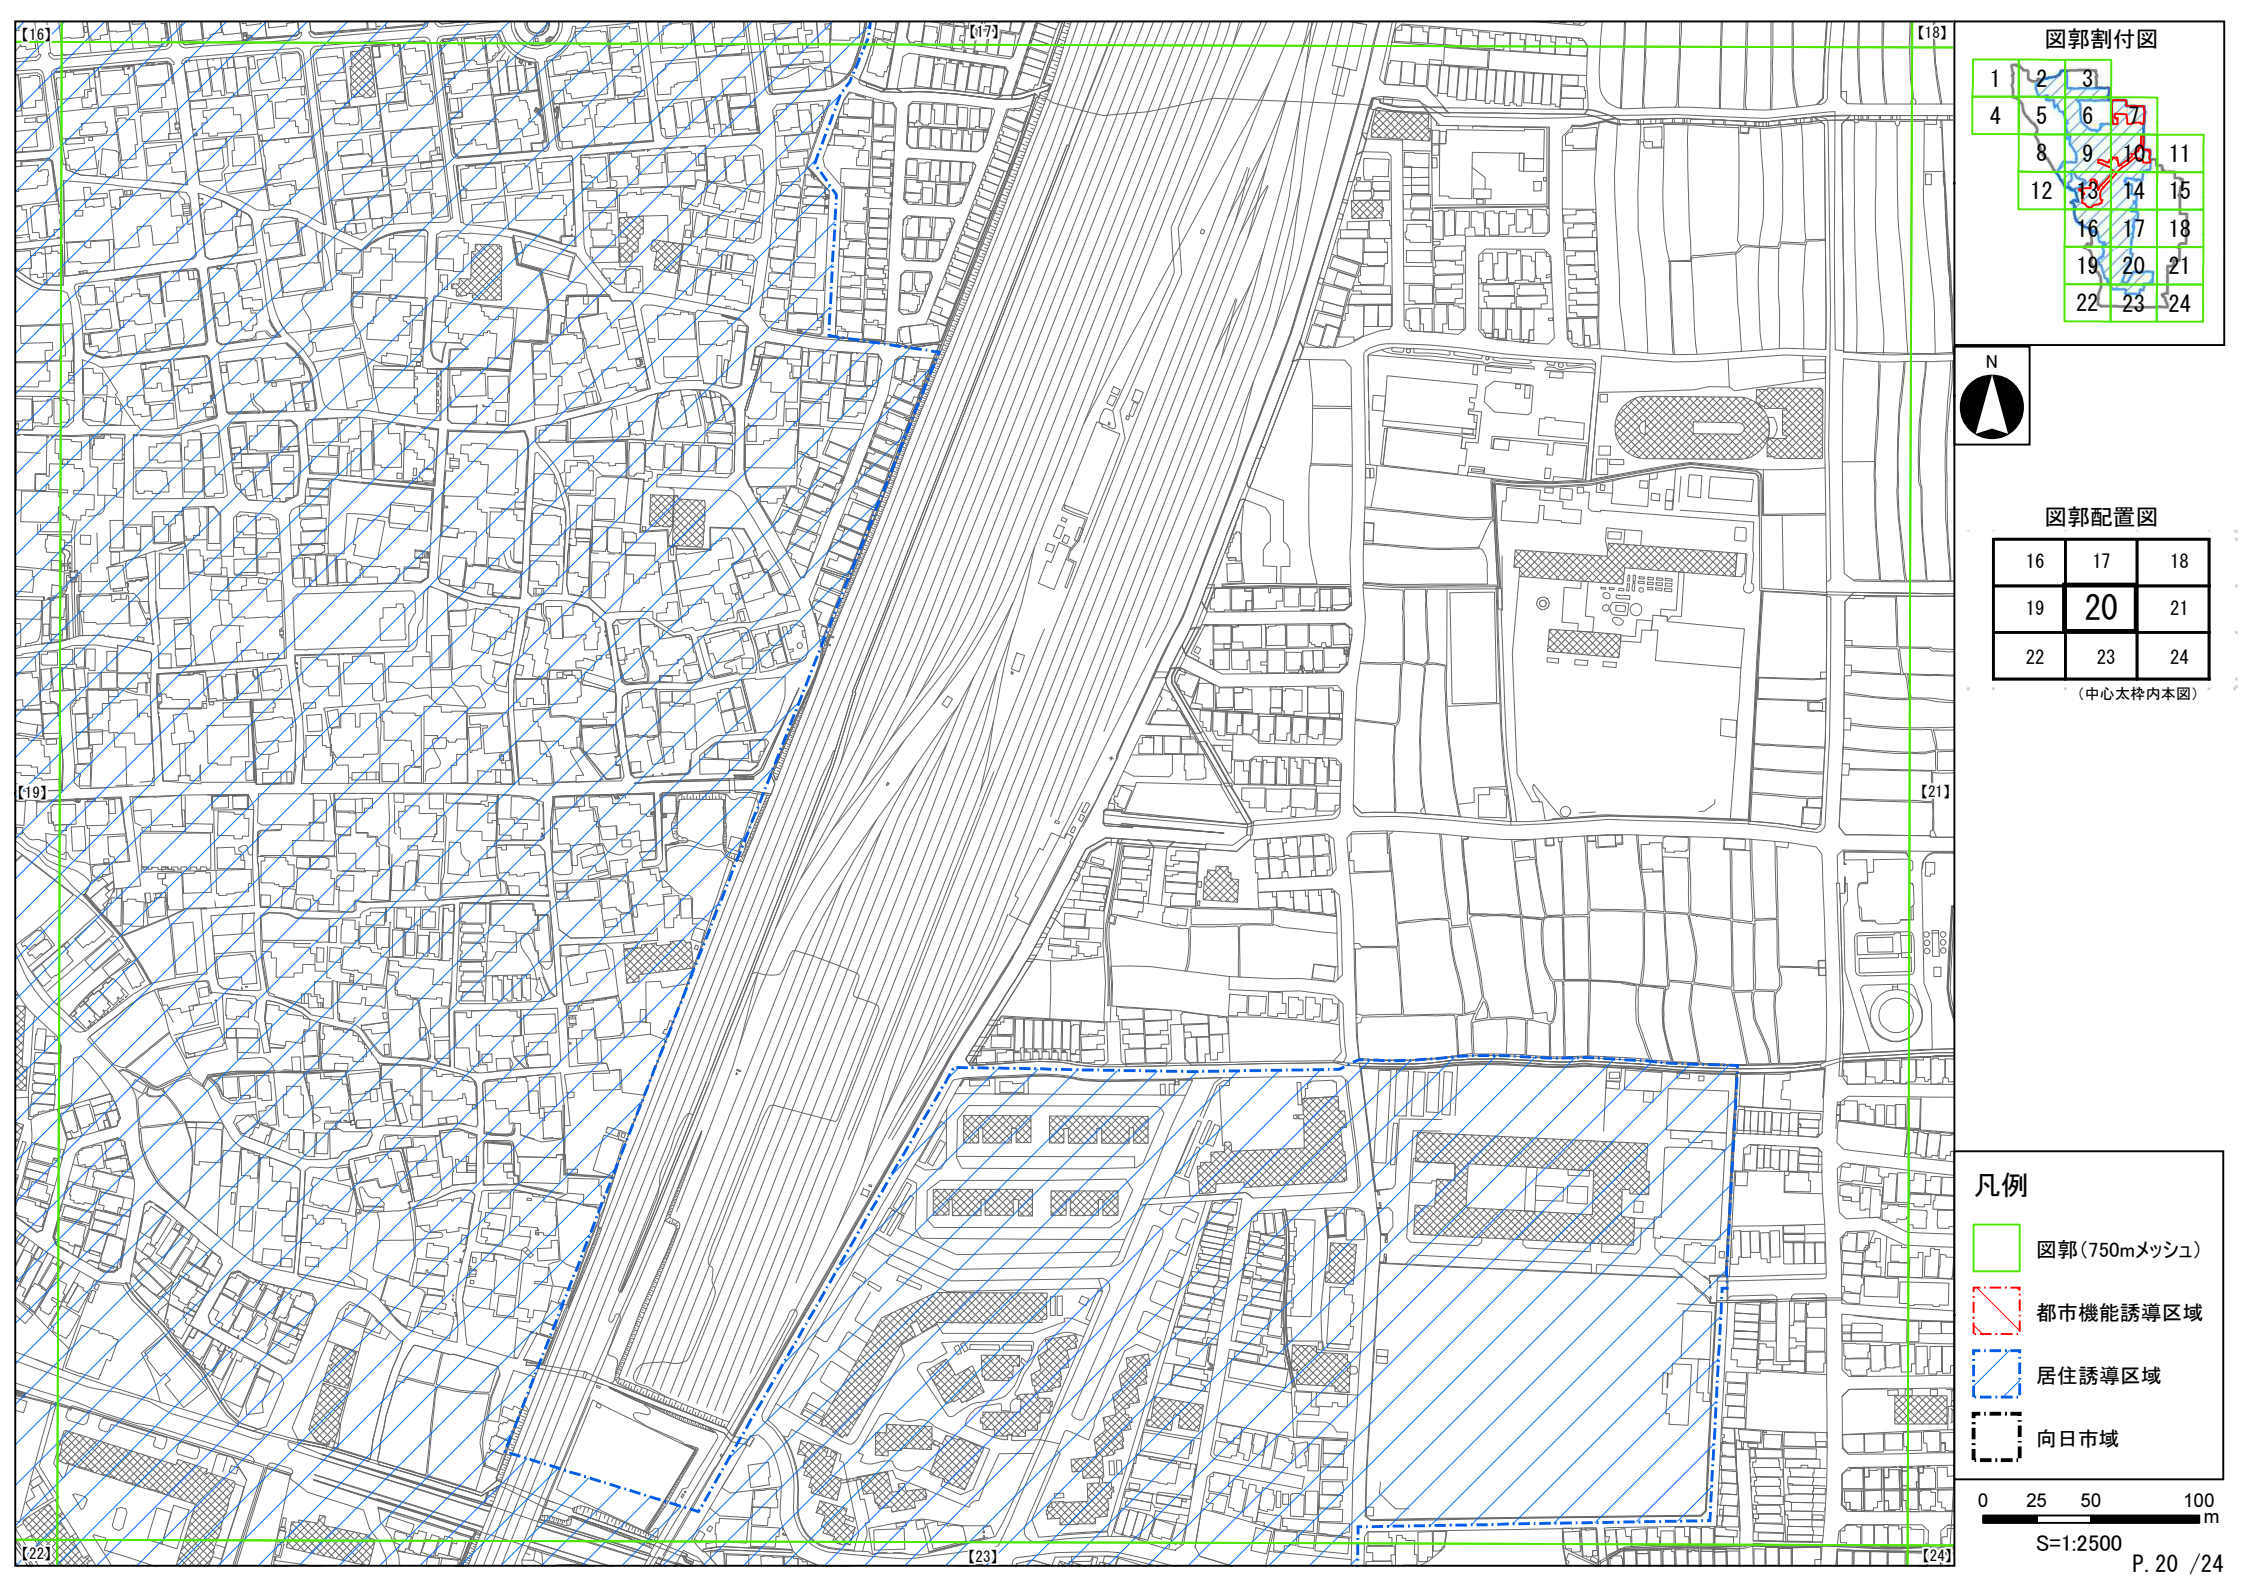 【16】
【17】
【18】
【19】
【21】
【22】
【23】
【24】
図郭割付図
1 2 3
4 5 6 7
8 9 10 11
12 13 14 15
16 17 18
19 20 21
22 23 24
N
図郭配置図
16 17 18
19 20 21
22 23 24
(中心太枠内本図)
凡例
図郭(750mメッシュ)
都市機能誘導区域
居住誘導区域
向日市域
0 25 50 100
m
S=1:2500
P. 20 /24